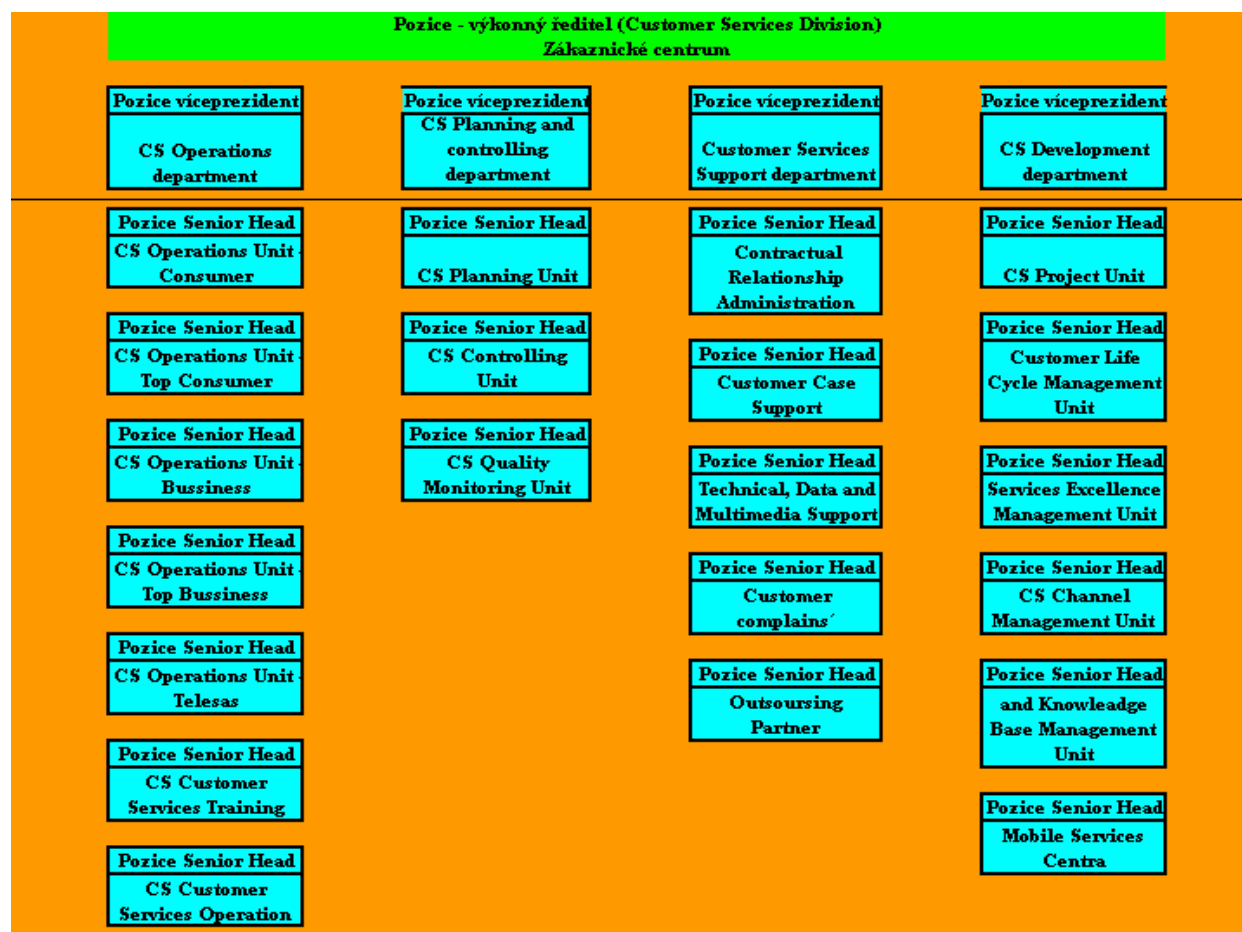 Pozice - výkonný ředitel (Customer Services Division)
Zákaznické centrum
Pozice víceprezident
CS Operations
department
Pozice Senior Head
CS Operations Unit -
Consumer
Pozice Senior Head
CS Operations Unit -
Top Consumer
Pozice Senior Head
CS Operations Unit -
Bussiness
Pozice Senior Head
CS Operations Unit -
Top Bussiness
Pozice Senior Head
CS Operations Unit -
Telesas
Pozice Senior Head
CS Customer
Services Training
Pozice Senior Head
CS Customer
Services Operation
Pozice víceprezident
CS Planning and
controlling
department
Pozice Senior Head
CS Planning Unit
Pozice Senior Head
CS Controlling
Unit
Pozice Senior Head
CS Quality
Monitoring Unit
Pozice víceprezident
Customer Services
Support department
Pozice Senior Head
Contractual
Relationship
Administration
Pozice Senior Head
Customer Case
Support
Pozice Senior Head
Technical, Data and
Multimedia Support
Pozice Senior Head
Customer
complains´
Pozice Senior Head
Outsoursing
Partner
Pozice víceprezident
CS Development
department
Pozice Senior Head
CS Project Unit
Pozice Senior Head
Customer Life
Cycle Management
Unit
Pozice Senior Head
Services Excellence
Management Unit
Pozice Senior Head
CS Channel
Management Unit
Pozice Senior Head
and Knowleadge
Base Management
Unit
Pozice Senior Head
Mobile Services
Centra